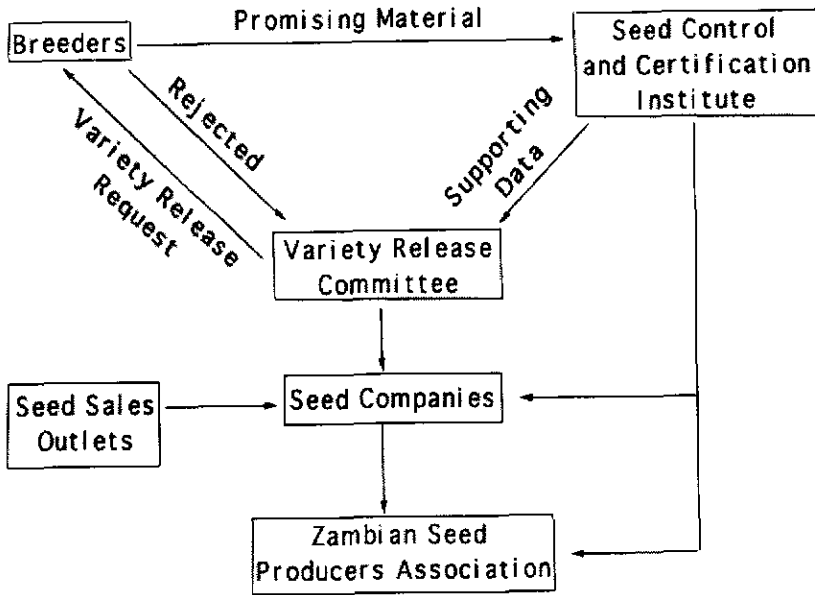 Promising Material
Breeders
Seed Control
and Certification
Institute
Rejected
Variety Release
Request
Supporting
Data
Variety Release
Committee
Seed Sales
Outlets
Seed Companies
Zambian Seed
Producers Association